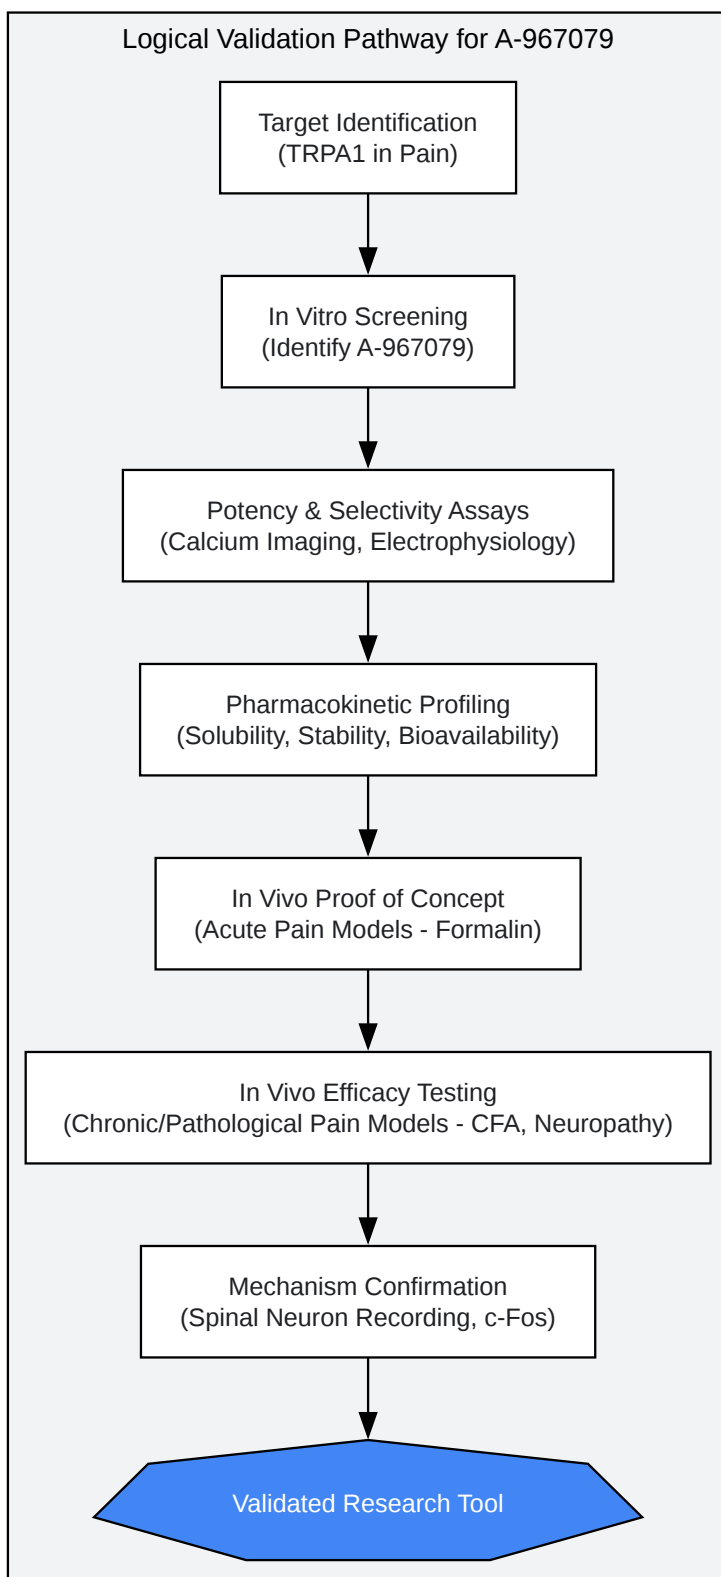 Logical Validation Pathway for A-967079
Target Identification
(TRPA1 in Pain)
In Vitro Screening
(Identify A-967079)
Potency & Selectivity Assays
(Calcium Imaging, Electrophysiology)
Pharmacokinetic Profiling
(Solubility, Stability, Bioavailability)
In Vivo Proof of Concept
(Acute Pain Models - Formalin)
In Vivo Efficacy Testing
(Chronic/Pathological Pain Models - CFA, Neuropathy)
Mechanism Confirmation
(Spinal Neuron Recording, c-Fos)
Validated Research Tool